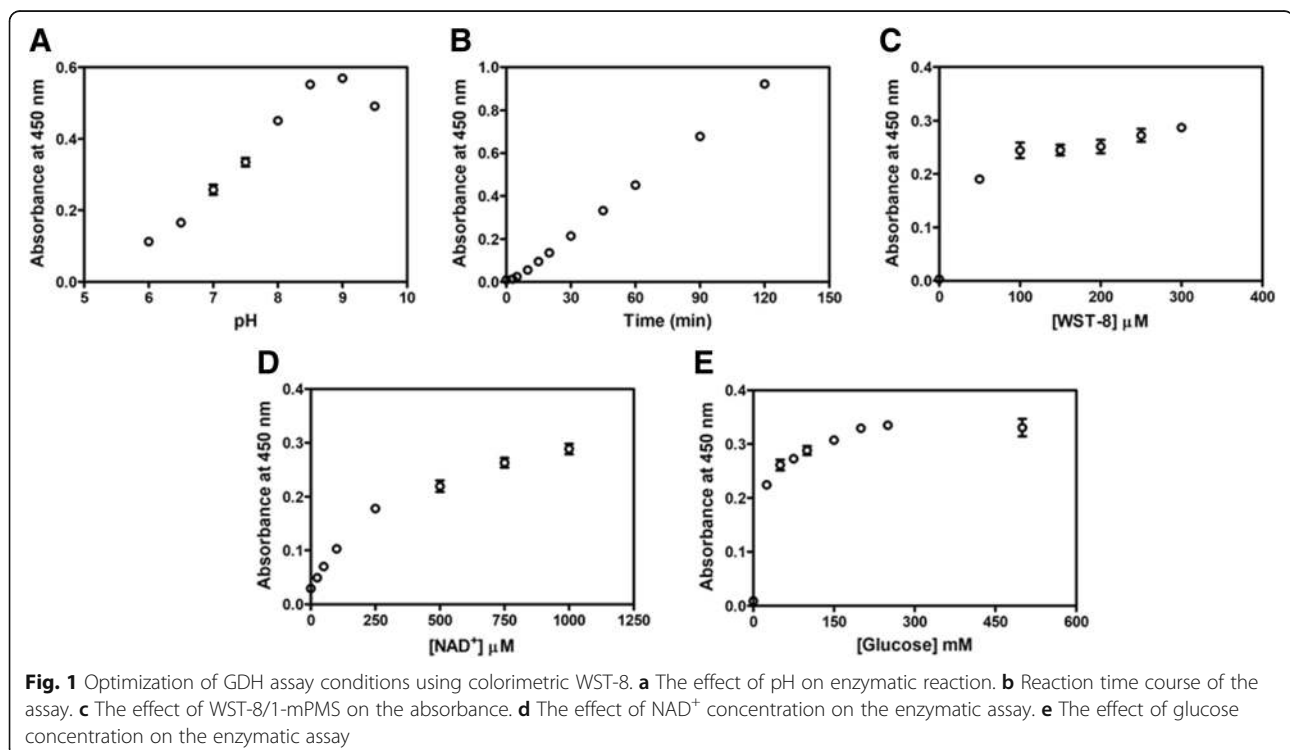 A
Absorbance at 450 nm
0.6
0.4
0.2
0.0
5 6 7 8 9 10
pH
B
Absorbance at 450 nm
1.0
0.8
0.6
0.4
0.2
0.0
0 30 60 90 120 150
Time (min)
C
Absorbance at 450 nm
0.4
0.3
0.2
0.1
0.0
0 100 200 300 400
[WST-8] μM
D
Absorbance at 450 nm
0.4
0.3
0.2
0.1
0.0
0 250 500 750 1000 1250
[NAD⁺] μM
E
Absorbance at 450 nm
0.4
0.3
0.2
0.1
0.0
0 150 300 450 600
[Glucose] mM
Fig. 1 Optimization of GDH assay conditions using colorimetric WST-8. a The effect of pH on enzymatic reaction. b Reaction time course of the
assay. c The effect of WST-8/1-mPMS on the absorbance. d The effect of NAD⁺ concentration on the enzymatic assay. e The effect of glucose
concentration on the enzymatic assay